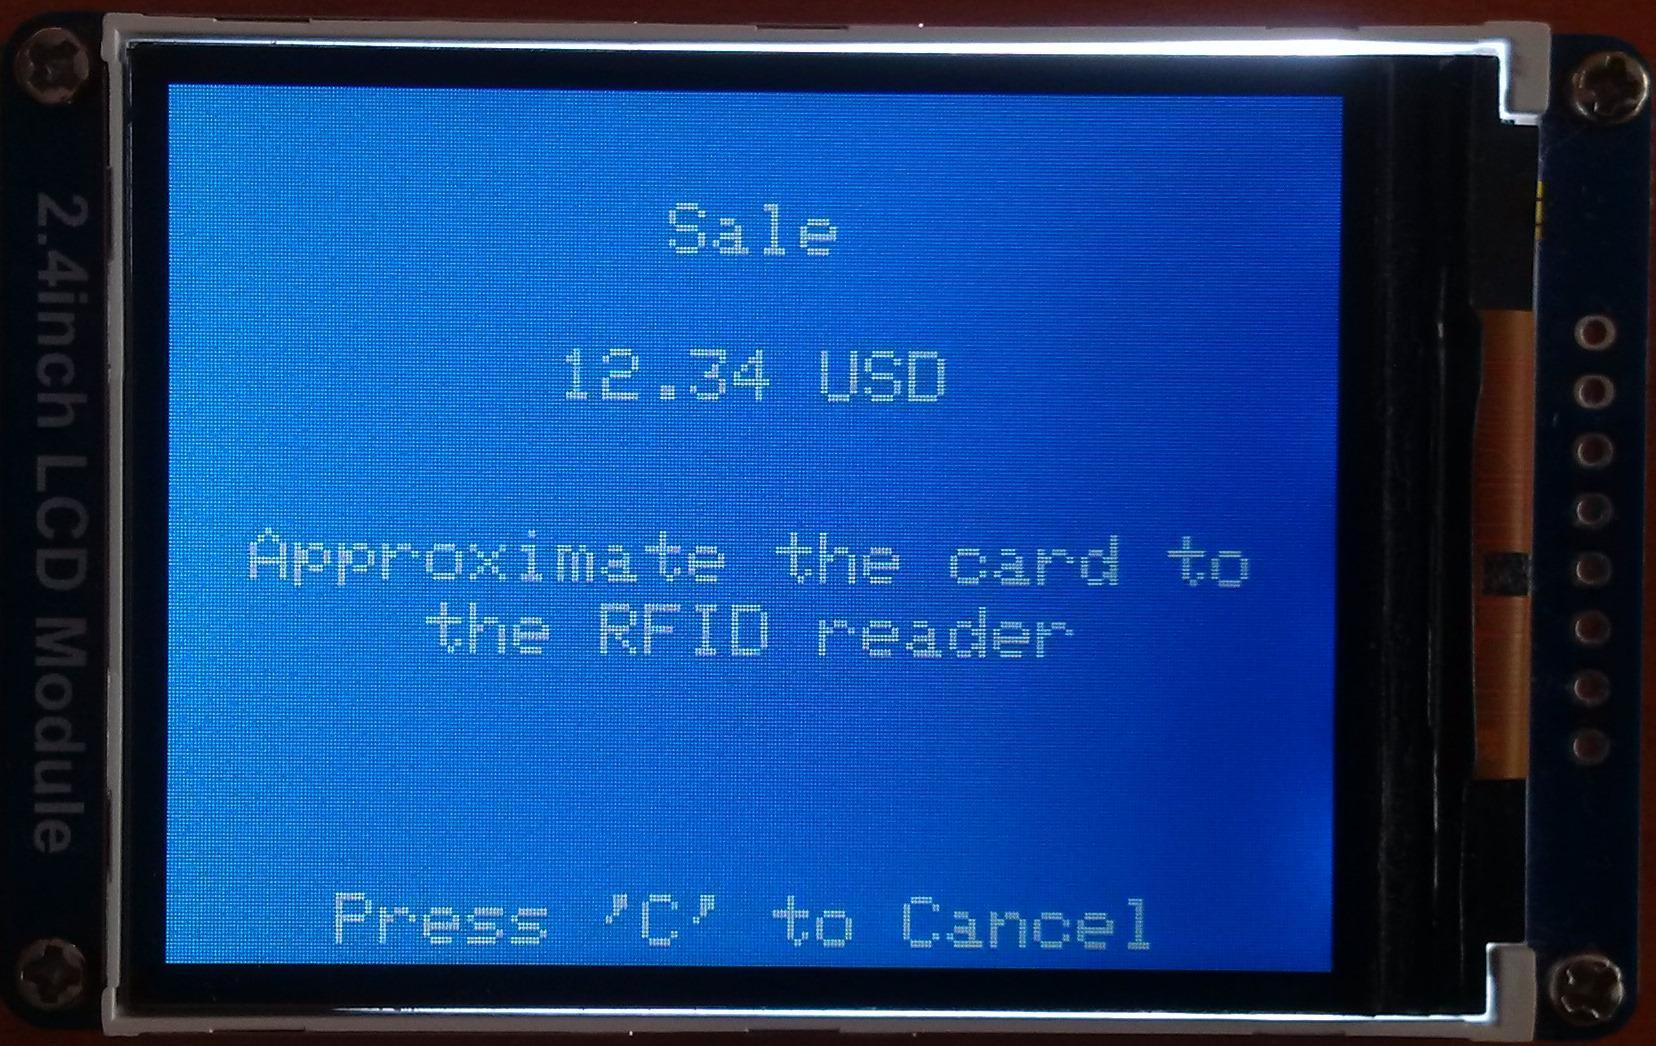 Sale
12.34 USD
Approximate the card to
the RFID reader
Press 'C' to Cancel
2.4inch LCD Module